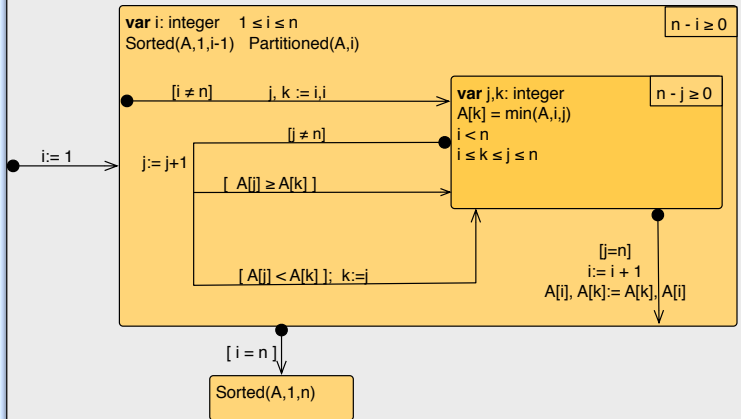 var i: integer 1 ≤ i ≤ n
n - i ≥ 0
Sorted(A,1,i-1) Partitioned(A,i)
[i ≠ n] j, k := i,i
var j,k: integer
n - j ≥ 0
A[k] = min(A,i,j)
i < n
i ≤ k ≤ j ≤ n
[j ≠ n]
i:= 1
j:= j+1
[ A[j] ≥ A[k] ]
[ A[j] < A[k] ]; k:=j
[j=n]
i:= i + 1
A[i], A[k]:= A[k], A[i]
[ i = n ]
Sorted(A,1,n)